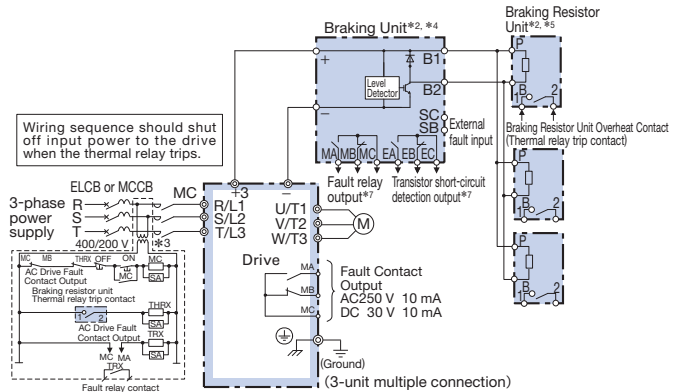 Braking Unit*2, *4
Braking Resistor
Unit*2, *5
P
B
1 2
+
−
Level
Detector
B1
B2
SC
SB
External
fault input
MA MB MC EA EB EC
Fault relay
output*7
Transistor short-circuit
detection output*7
Braking Resistor Unit Overheat Contact
(Thermal relay trip contact)
P
B
1 2
P
B
1 2
Wiring sequence should shut
off input power to the drive
when the thermal relay trips.
ELCB or MCCB
MC
3-phase
power
supply
R
S
T
400/200 V
*3
+3 −
R/L1
S/L2
T/L3
U/T1
V/T2
W/T3
M
Drive
MA
MB
MC
Fault Contact
Output
AC250 V 10 mA
DC 30 V 10 mA
(Ground)
(3-unit multiple connection)
MC MB THRX OFF ON MC
AC Drive Fault
Contact Output
MC
SA
Braking resistor unit
Thermal relay trip contact
THRX
1 2
SA
AC Drive Fault
Contact Output
TRX
SA
MC MA
TRX
Fault relay contact